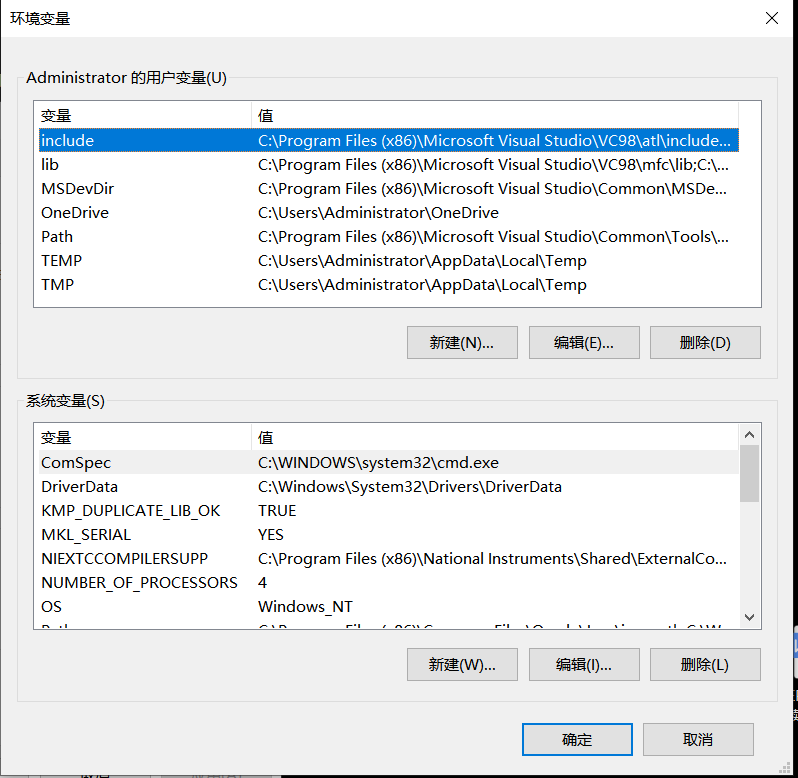 环境变量
Administrator 的用户变量(U)
变量 值
include C:\Program Files (x86)\Microsoft Visual Studio\VC98\atl\include...
lib C:\Program Files (x86)\Microsoft Visual Studio\VC98\mfc\lib;C:\...
MSDevDir C:\Program Files (x86)\Microsoft Visual Studio\Common\MSDe...
OneDrive C:\Users\Administrator\OneDrive
Path C:\Program Files (x86)\Microsoft Visual Studio\Common\Tools\...
TEMP C:\Users\Administrator\AppData\Local\Temp
TMP C:\Users\Administrator\AppData\Local\Temp
新建(N)... 编辑(E)... 删除(D)
系统变量(S)
变量 值
ComSpec C:\WINDOWS\system32\cmd.exe
DriverData C:\Windows\System32\Drivers\DriverData
KMP_DUPLICATE_LIB_OK TRUE
MKL_SERIAL YES
NIEXTCCOMPILERSUPP C:\Program Files (x86)\National Instruments\Shared\ExternalCo...
NUMBER_OF_PROCESSORS 4
OS Windows_NT
新建(W)... 编辑(I)... 删除(L)
确定 取消